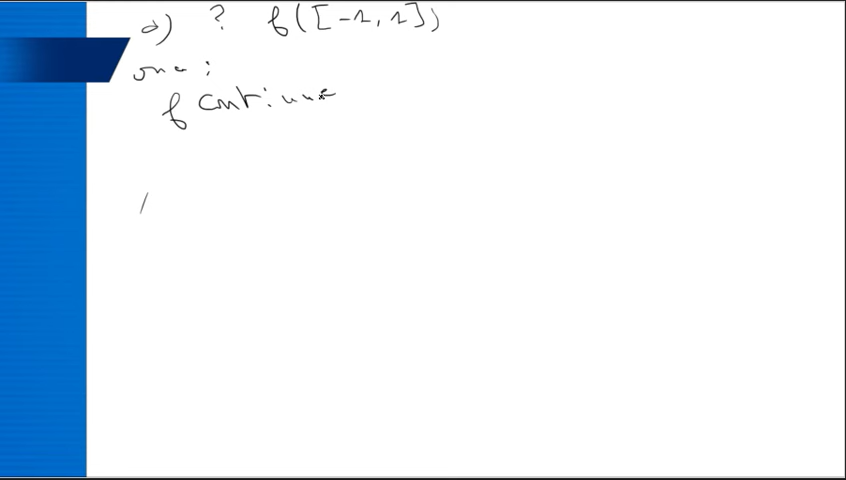 a) ? f([-1, 1])
on a :
f continue